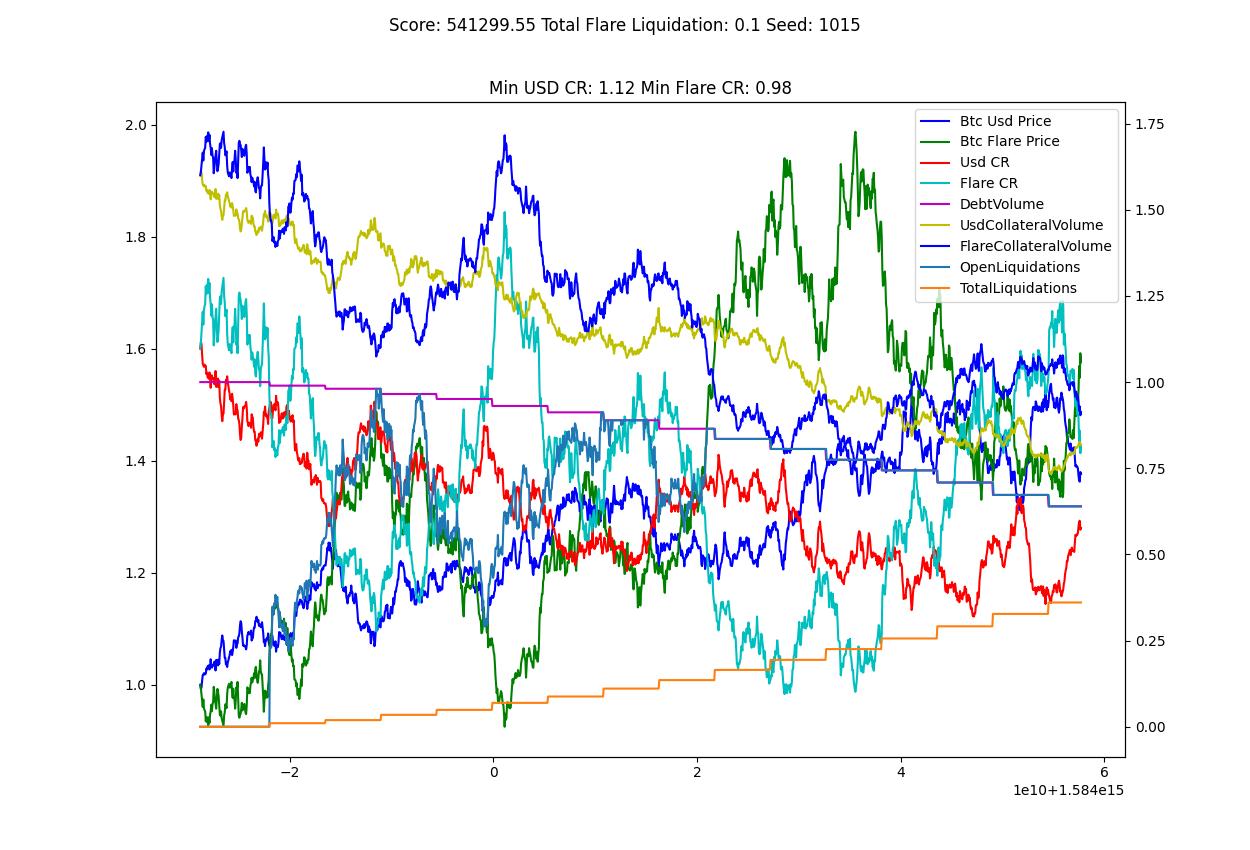 Score: 541299.55 Total Flare Liquidation: 0.1 Seed: 1015
Min USD CR: 1.12 Min Flare CR: 0.98
2.0
1.8
1.6
1.4
1.2
1.0
Btc Usd Price
Btc Flare Price
Usd CR
Flare CR
DebtVolume
UsdCollateralVolume
FlareCollateralVolume
OpenLiquidations
TotalLiquidations
1.75
1.50
1.25
1.00
0.75
0.50
0.25
0.00
−2 0 2 4 6
1e10+1.584e15